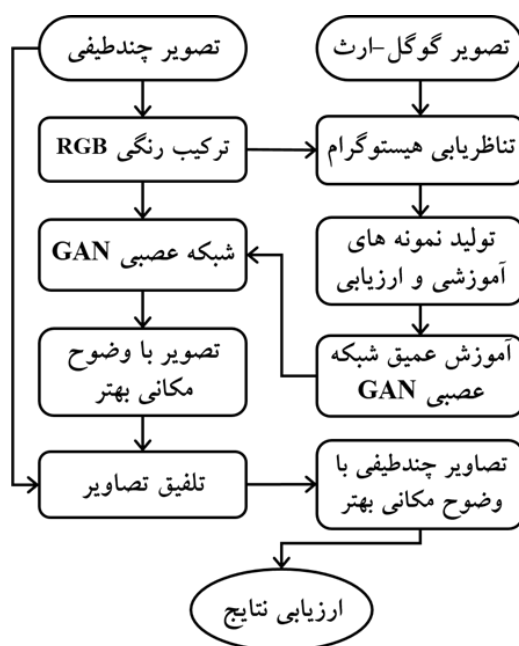 تصویر گوگل-ارث
تصویر چندطیفی
تناظریابی هیستوگرام
ترکیب رنگی RGB
تولید نمونه های
آموزشی و ارزیابی
شبکه عصبی GAN
آموزش عمیق شبکه
عصبی GAN
تصویر با وضوح
مکانی بهتر
تصاویر چندطیفی با
وضوح مکانی بهتر
تلفیق تصاویر
ارزیابی نتایج